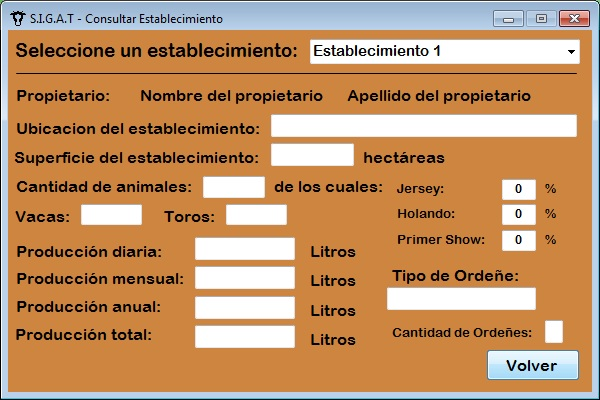 S.I.G.A.T - Consultar Establecimiento
Seleccione un establecimiento: Establecimiento 1
Propietario: Nombre del propietario Apellido del propietario
Ubicacion del establecimiento:
Superficie del establecimiento: hectáreas
Cantidad de animales: de los cuales: Jersey: 0 %
Vacas: Toros: Holando: 0 %
Primer Show: 0 %
Producción diaria: Litros
Producción mensual: Litros Tipo de Ordeñe:
Producción anual: Litros
Producción total: Litros Cantidad de Ordeñes:
Volver